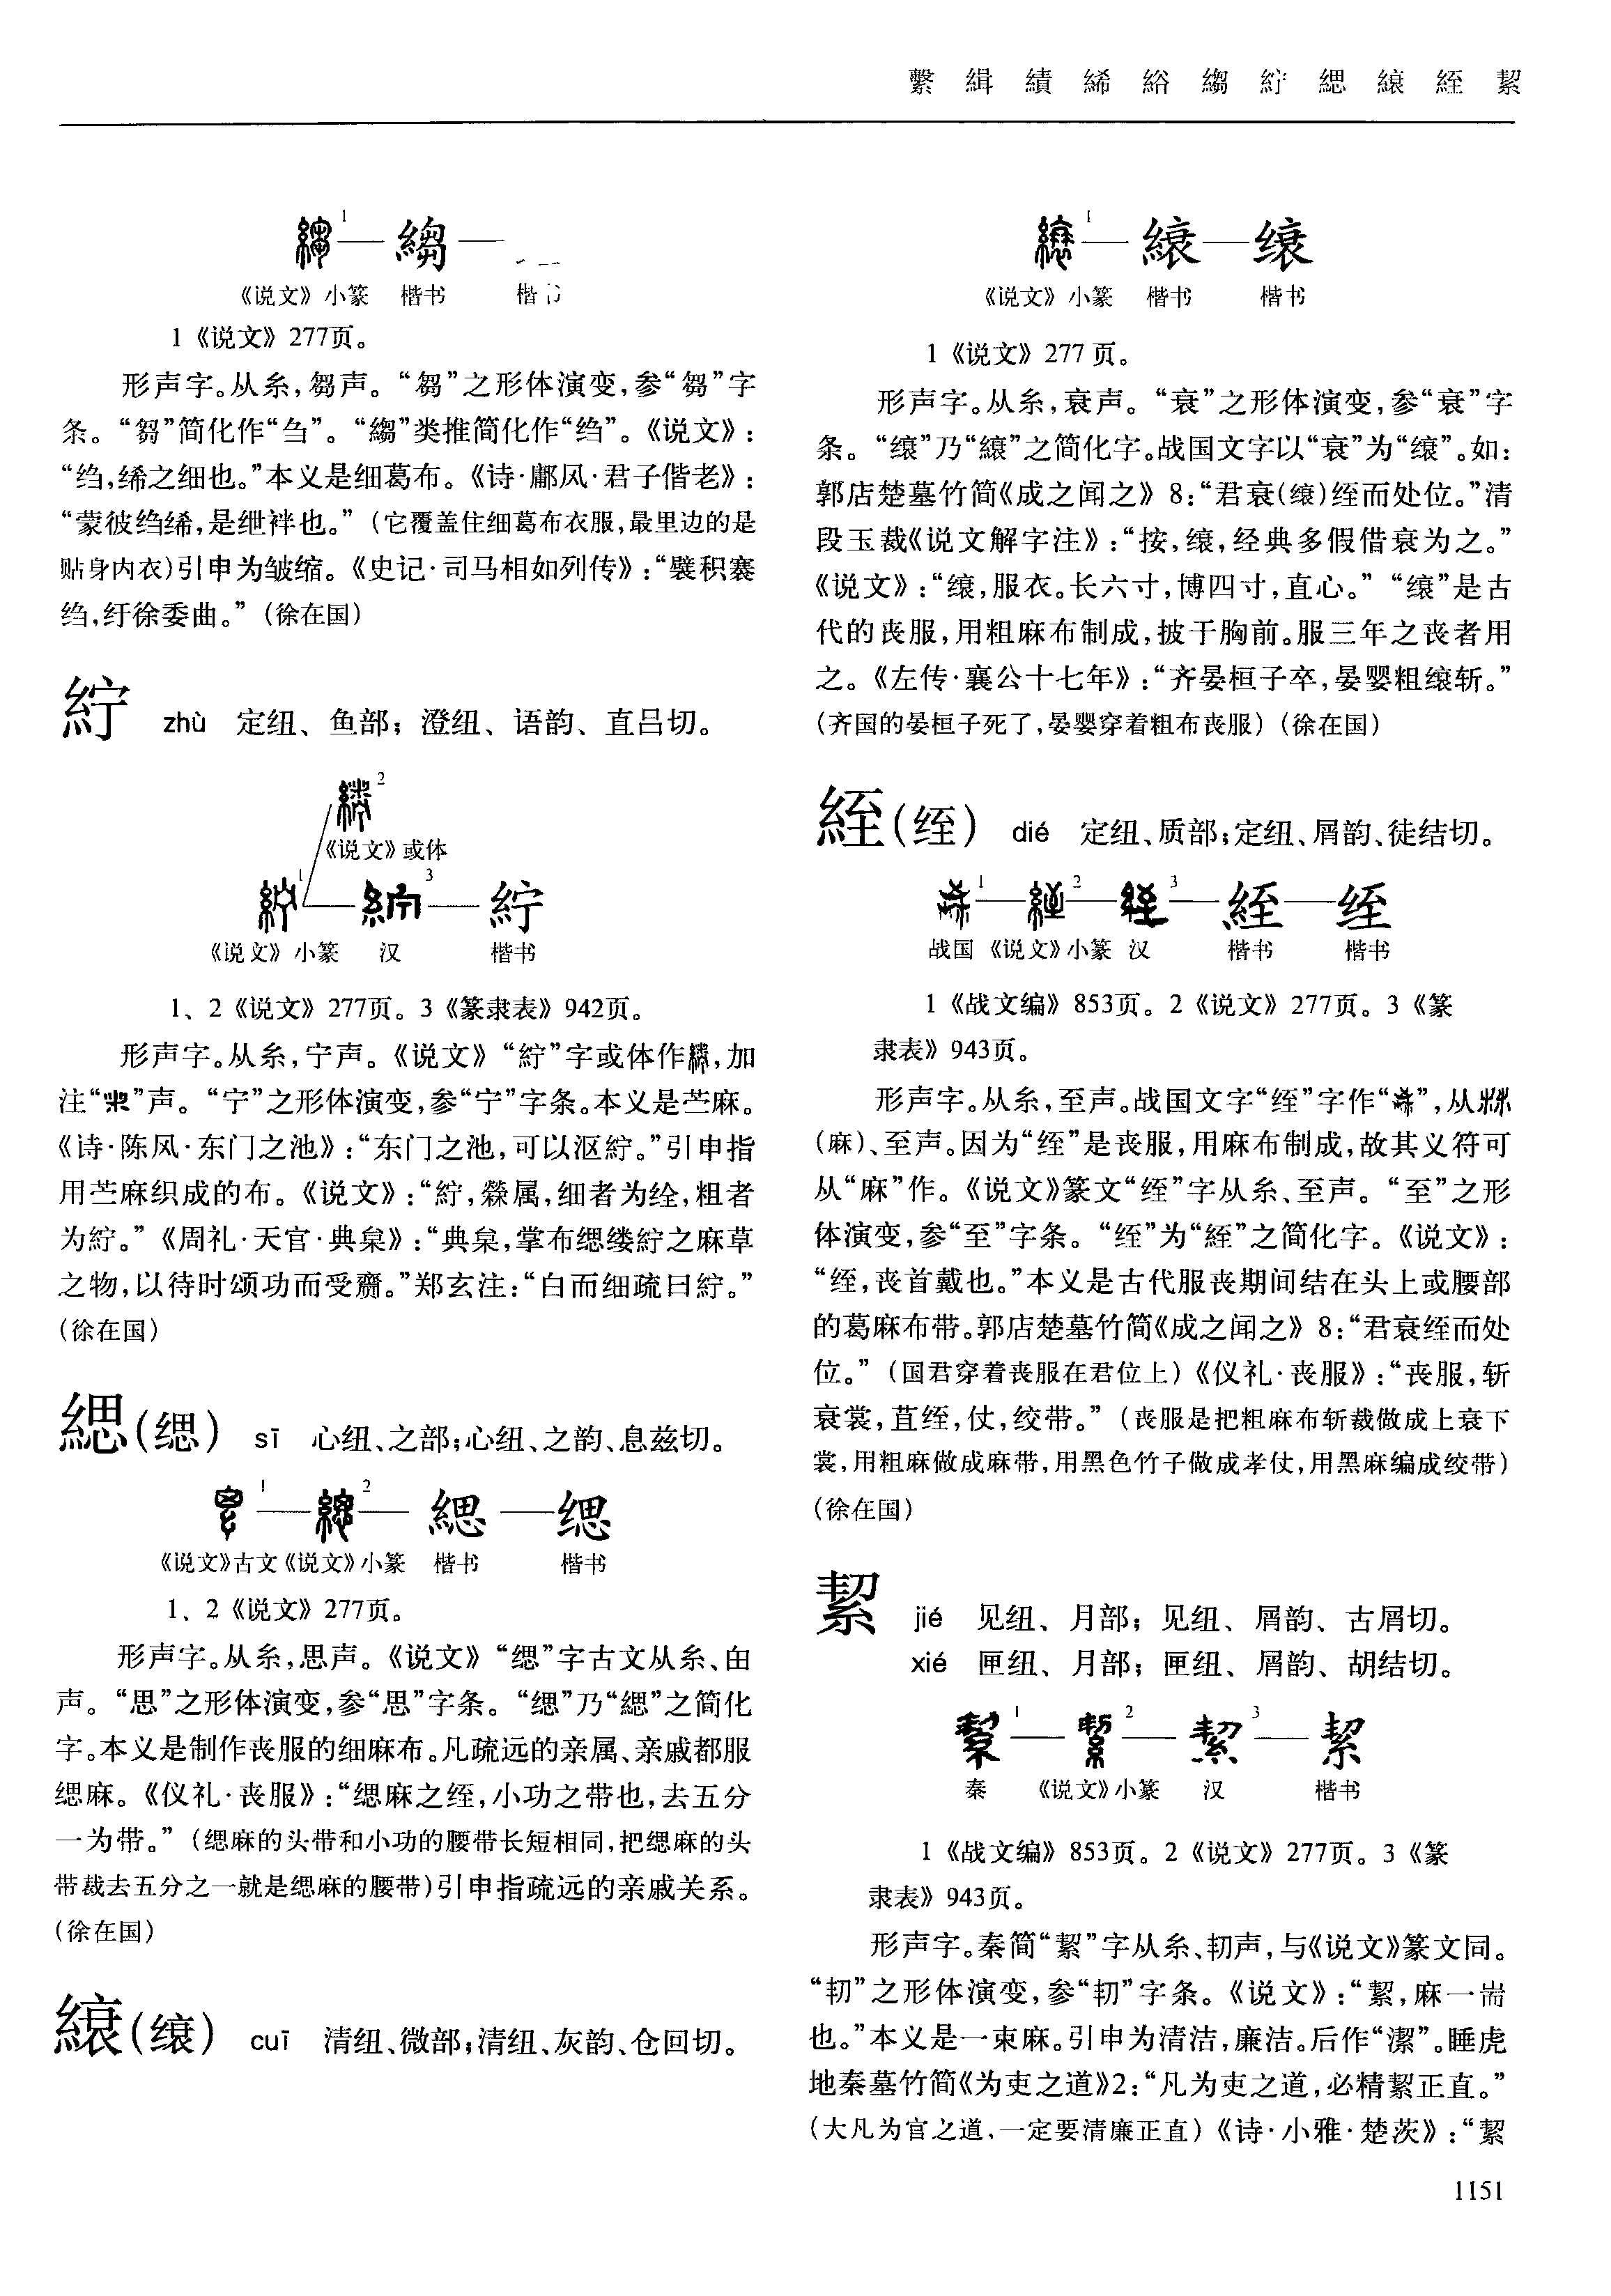 繫 緝 績 絺 綌 縐 紵 緦 縗 絰 絜
1
縐
《说文》小篆 楷书
1《说文》277页。
形声字。从糸，芻声。“芻”之形体演变，参“芻”字
条。“芻”简化作“刍”。“縐”类推简化作“绉”。《说文》：
“绉，絺之细也。”本义是细葛布。《诗·鄘风·君子偕老》：
“蒙彼绉絺，是绁袢也。”（它覆盖住细葛布衣服，最里边的是
贴身内衣）引申为皱缩。《史记·司马相如列传》：“襞积褰
绉，纡徐委曲。”（徐在国）
紵 zhù 定纽、鱼部；澄纽、语韵、直吕切。
2
《说文》或体
1 3 紵
《说文》小篆 汉 楷书
1、2《说文》277页。3《篆隶表》942页。
形声字。从糸，宁声。《说文》“紵”字或体作，加
注“”声。“宁”之形体演变，参“宁”字条。本义是苎麻。
《诗·陈风·东门之池》：“东门之池，可以沤紵。”引申指
用苎麻织成的布。《说文》：“紵，䌇属，细者为絟，粗者
为紵。”《周礼·天官·典枲》：“典枲，掌布缌缕紵之麻草
之物，以待时颂功而受齎。”郑玄注：“白而细疏曰紵。”
（徐在国）
緦（缌） sī 心纽、之部；心纽、之韵、息兹切。
1 2 緦 缌
《说文》古文《说文》小篆 楷书 楷书
1、2《说文》277页。
形声字。从糸，思声。《说文》“缌”字古文从糸、囟
声。“思”之形体演变，参“思”字条。“缌”乃“緦”之简化
字。本义是制作丧服的细麻布。凡疏远的亲属、亲戚都服
缌麻。《仪礼·丧服》：“缌麻之绖，小功之带也，去五分
一为带。”（缌麻的头带和小功的腰带长短相同，把缌麻的头
带裁去五分之一就是缌麻的腰带）引申指疏远的亲戚关系。
（徐在国）
縗（缞） cuī 清纽、微部；清纽、灰韵、仓回切。
1 縗 缞
《说文》小篆 楷书 楷书
1《说文》277页。
形声字。从糸，衰声。“衰”之形体演变，参“衰”字
条。“缞”乃“縗”之简化字。战国文字以“衰”为“缞”。如：
郭店楚墓竹简《成之闻之》8：“君衰（缞）绖而处位。”清
段玉裁《说文解字注》：“按，缞，经典多假借衰为之。”
《说文》：“缞，服衣。长六寸，博四寸，直心。”“缞”是古
代的丧服，用粗麻布制成，披于胸前。服三年之丧者用
之。《左传·襄公十七年》：“齐晏桓子卒，晏婴粗缞斩。”
（齐国的晏桓子死了，晏婴穿着粗布丧服）（徐在国）
絰（绖） dié 定纽、质部；定纽、屑韵、徒结切。
1 2 3 絰 绖
战国 《说文》小篆 汉 楷书 楷书
1《战文编》853页。2《说文》277页。3《篆
隶表》943页。
形声字。从糸，至声。战国文字“绖”字作“”，从𣏟
（麻）、至声。因为“绖”是丧服，用麻布制成，故其义符可
从“麻”作。《说文》篆文“绖”字从糸、至声。“至”之形
体演变，参“至”字条。“绖”为“絰”之简化字。《说文》：
“绖，丧首戴也。”本义是古代服丧期间结在头上或腰部
的葛麻布带。郭店楚墓竹简《成之闻之》8：“君衰绖而处
位。”（国君穿着丧服在君位上）《仪礼·丧服》：“丧服，斩
衰裳，苴绖，仗，绞带。”（丧服是把粗麻布斩裁做成上衰下
裳，用粗麻做成麻带，用黑色竹子做成孝仗，用黑麻编成绞带）
（徐在国）
絜 jié 见纽、月部；见纽、屑韵、古屑切。
xié 匣纽、月部；匣纽、屑韵、胡结切。
1 2 3 絜
秦 《说文》小篆 汉 楷书
1《战文编》853页。2《说文》277页。3《篆
隶表》943页。
形声字。秦简“絜”字从糸、㓞声，与《说文》篆文同。
“㓞”之形体演变，参“㓞”字条。《说文》：“絜，麻一耑
也。”本义是一束麻。引申为清洁，廉洁。后作“潔”。睡虎
地秦墓竹简《为吏之道》2：“凡为吏之道，必精絜正直。”
（大凡为官之道，一定要清廉正直）《诗·小雅·楚茨》：“絜
1151